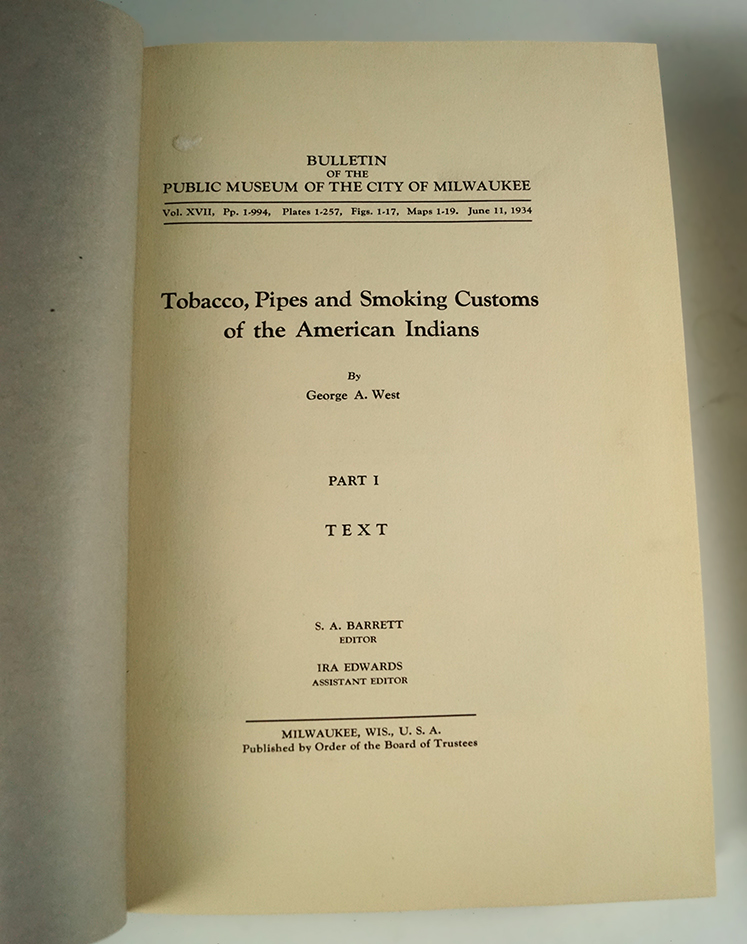 BULLETIN
OF THE
PUBLIC MUSEUM OF THE CITY OF MILWAUKEE
Vol. XVII, Pp. 1-994, Plates 1-257, Figs. 1-17, Maps 1-19. June 11, 1934
Tobacco, Pipes and Smoking Customs
of the American Indians
By
George A. West
PART I
TEXT
S. A. BARRETT
EDITOR
IRA EDWARDS
ASSISTANT EDITOR
MILWAUKEE, WIS., U. S. A.
Published by Order of the Board of Trustees